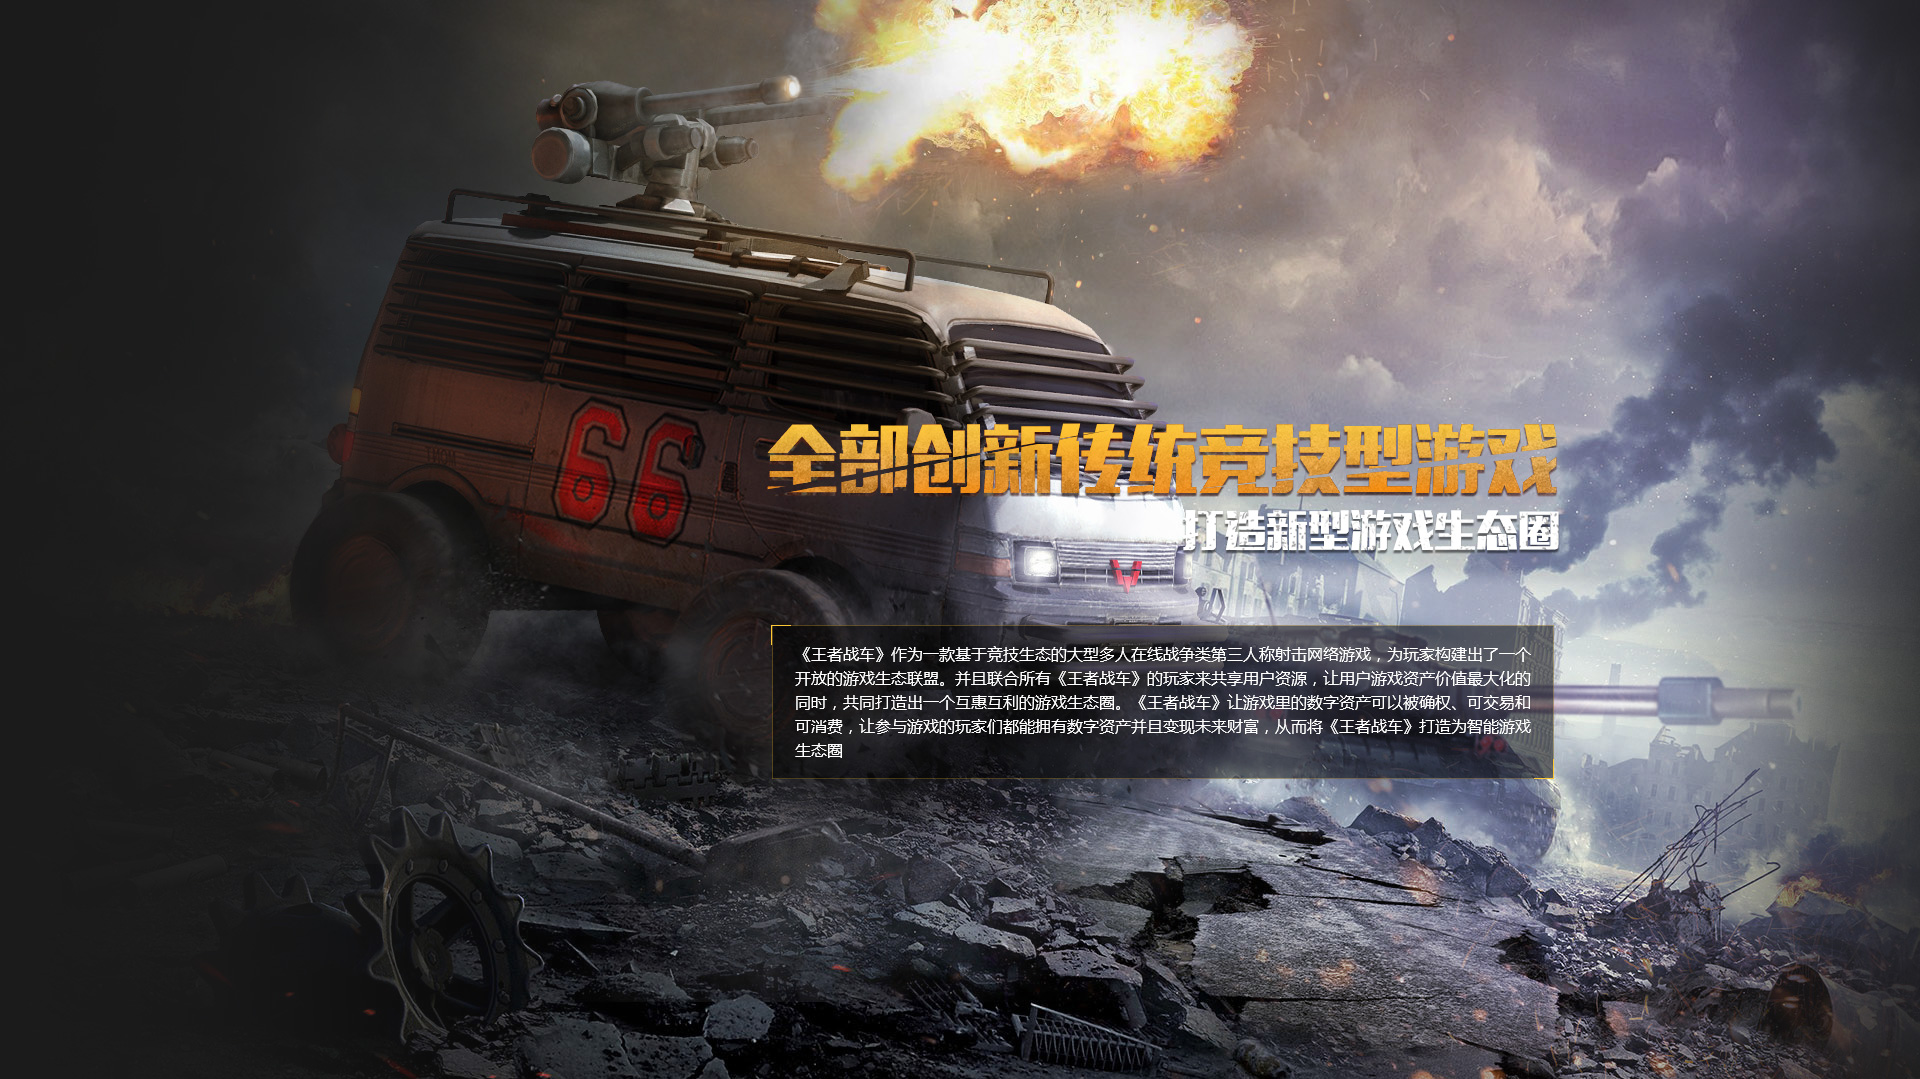 66
全部创新传统竞技型游戏
打造新型游戏生态圈
《王者战车》作为一款基于竞技生态的大型多人在线战争类第三人称射击网络游戏，为玩家构建出了一个
开放的游戏生态联盟。并且联合所有《王者战车》的玩家来共享用户资源，让用户游戏资产价值最大化的
同时，共同打造出一个互惠互利的游戏生态圈。《王者战车》让游戏里的数字资产可以被确权、可交易和
可消费，让参与游戏的玩家们都能拥有数字资产并且变现未来财富，从而将《王者战车》打造为智能游戏
生态圈